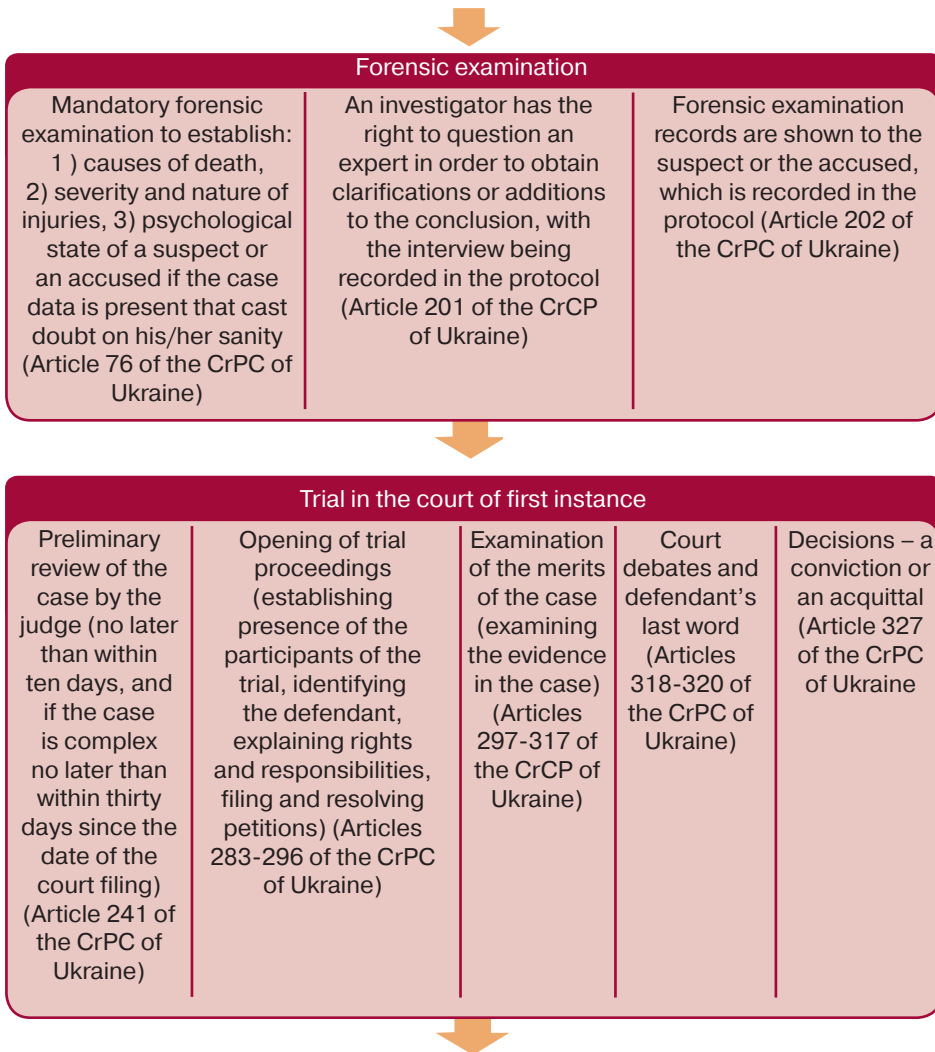 Forensic examination
Mandatory forensic
examination to establish:
1 ) causes of death,
2) severity and nature of
injuries, 3) psychological
state of a suspect or
an accused if the case
data is present that cast
doubt on his/her sanity
(Article 76 of the CrPC of
Ukraine)
An investigator has the
right to question an
expert in order to obtain
clarifications or additions
to the conclusion, with
the interview being
recorded in the protocol
(Article 201 of the CrCP
of Ukraine)
Forensic examination
records are shown to the
suspect or the accused,
which is recorded in the
protocol (Article 202 of
the CrPC of Ukraine)
Trial in the court of first instance
Preliminary
review of the
case by the
judge (no later
than within
ten days, and
if the case
is complex
no later than
within thirty
days since the
date of the
court filing)
(Article 241 of
the CrPC of
Ukraine)
Opening of trial
proceedings
(establishing
presence of the
participants of the
trial, identifying
the defendant,
explaining rights
and responsibilities,
filing and resolving
petitions) (Articles
283-296 of the CrPC
of Ukraine)
Examination
of the merits
of the case
(examining
the evidence
in the case)
(Articles
297-317 of
the CrCP of
Ukraine)
Court
debates and
defendant’s
last word
(Articles
318-320 of
the CrPC of
Ukraine)
Decisions – a
conviction or
an acquittal
(Article 327
of the CrPC
of Ukraine